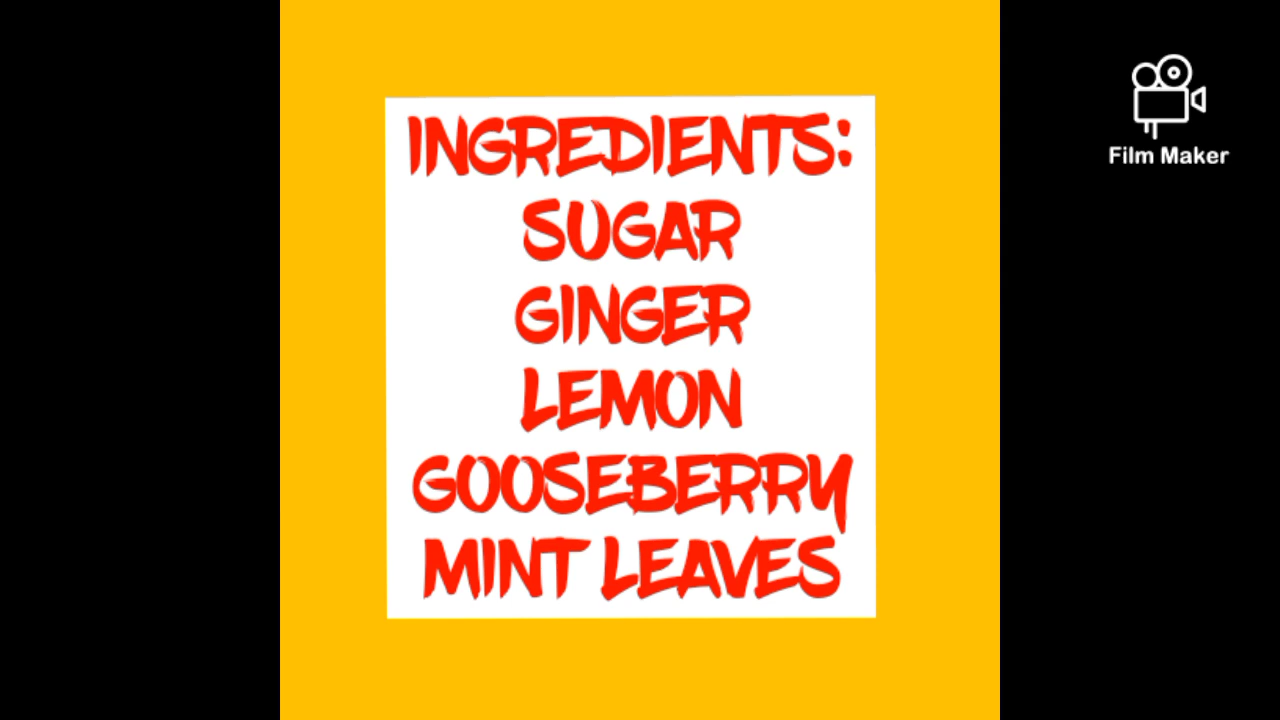 INGREDIENTS:
SUGAR
GINGER
LEMON
GOOSEBERRY
MINT LEAVES
Film Maker